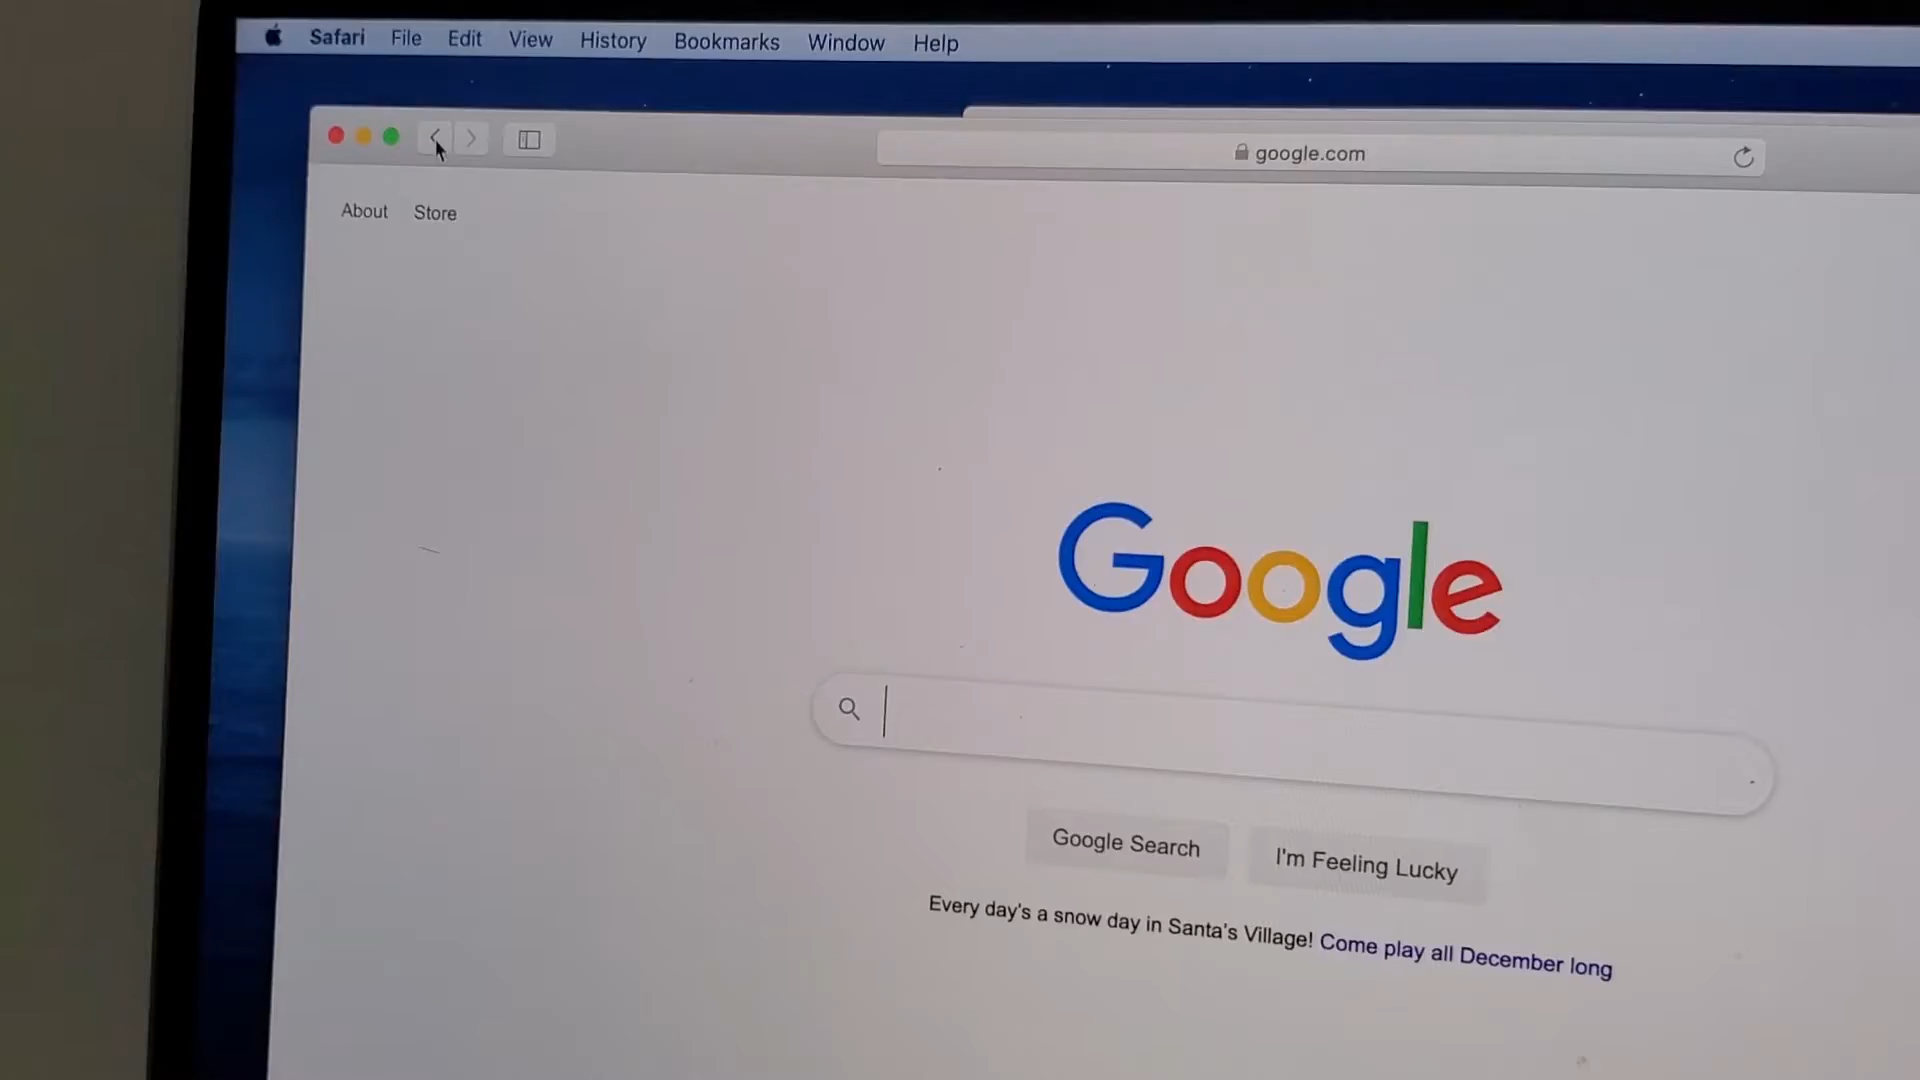 Safari File Edit View History Bookmarks Window Help
google.com
About Store
Google
Google Search I'm Feeling Lucky
Every day's a snow day in Santa's Village! Come play all December long